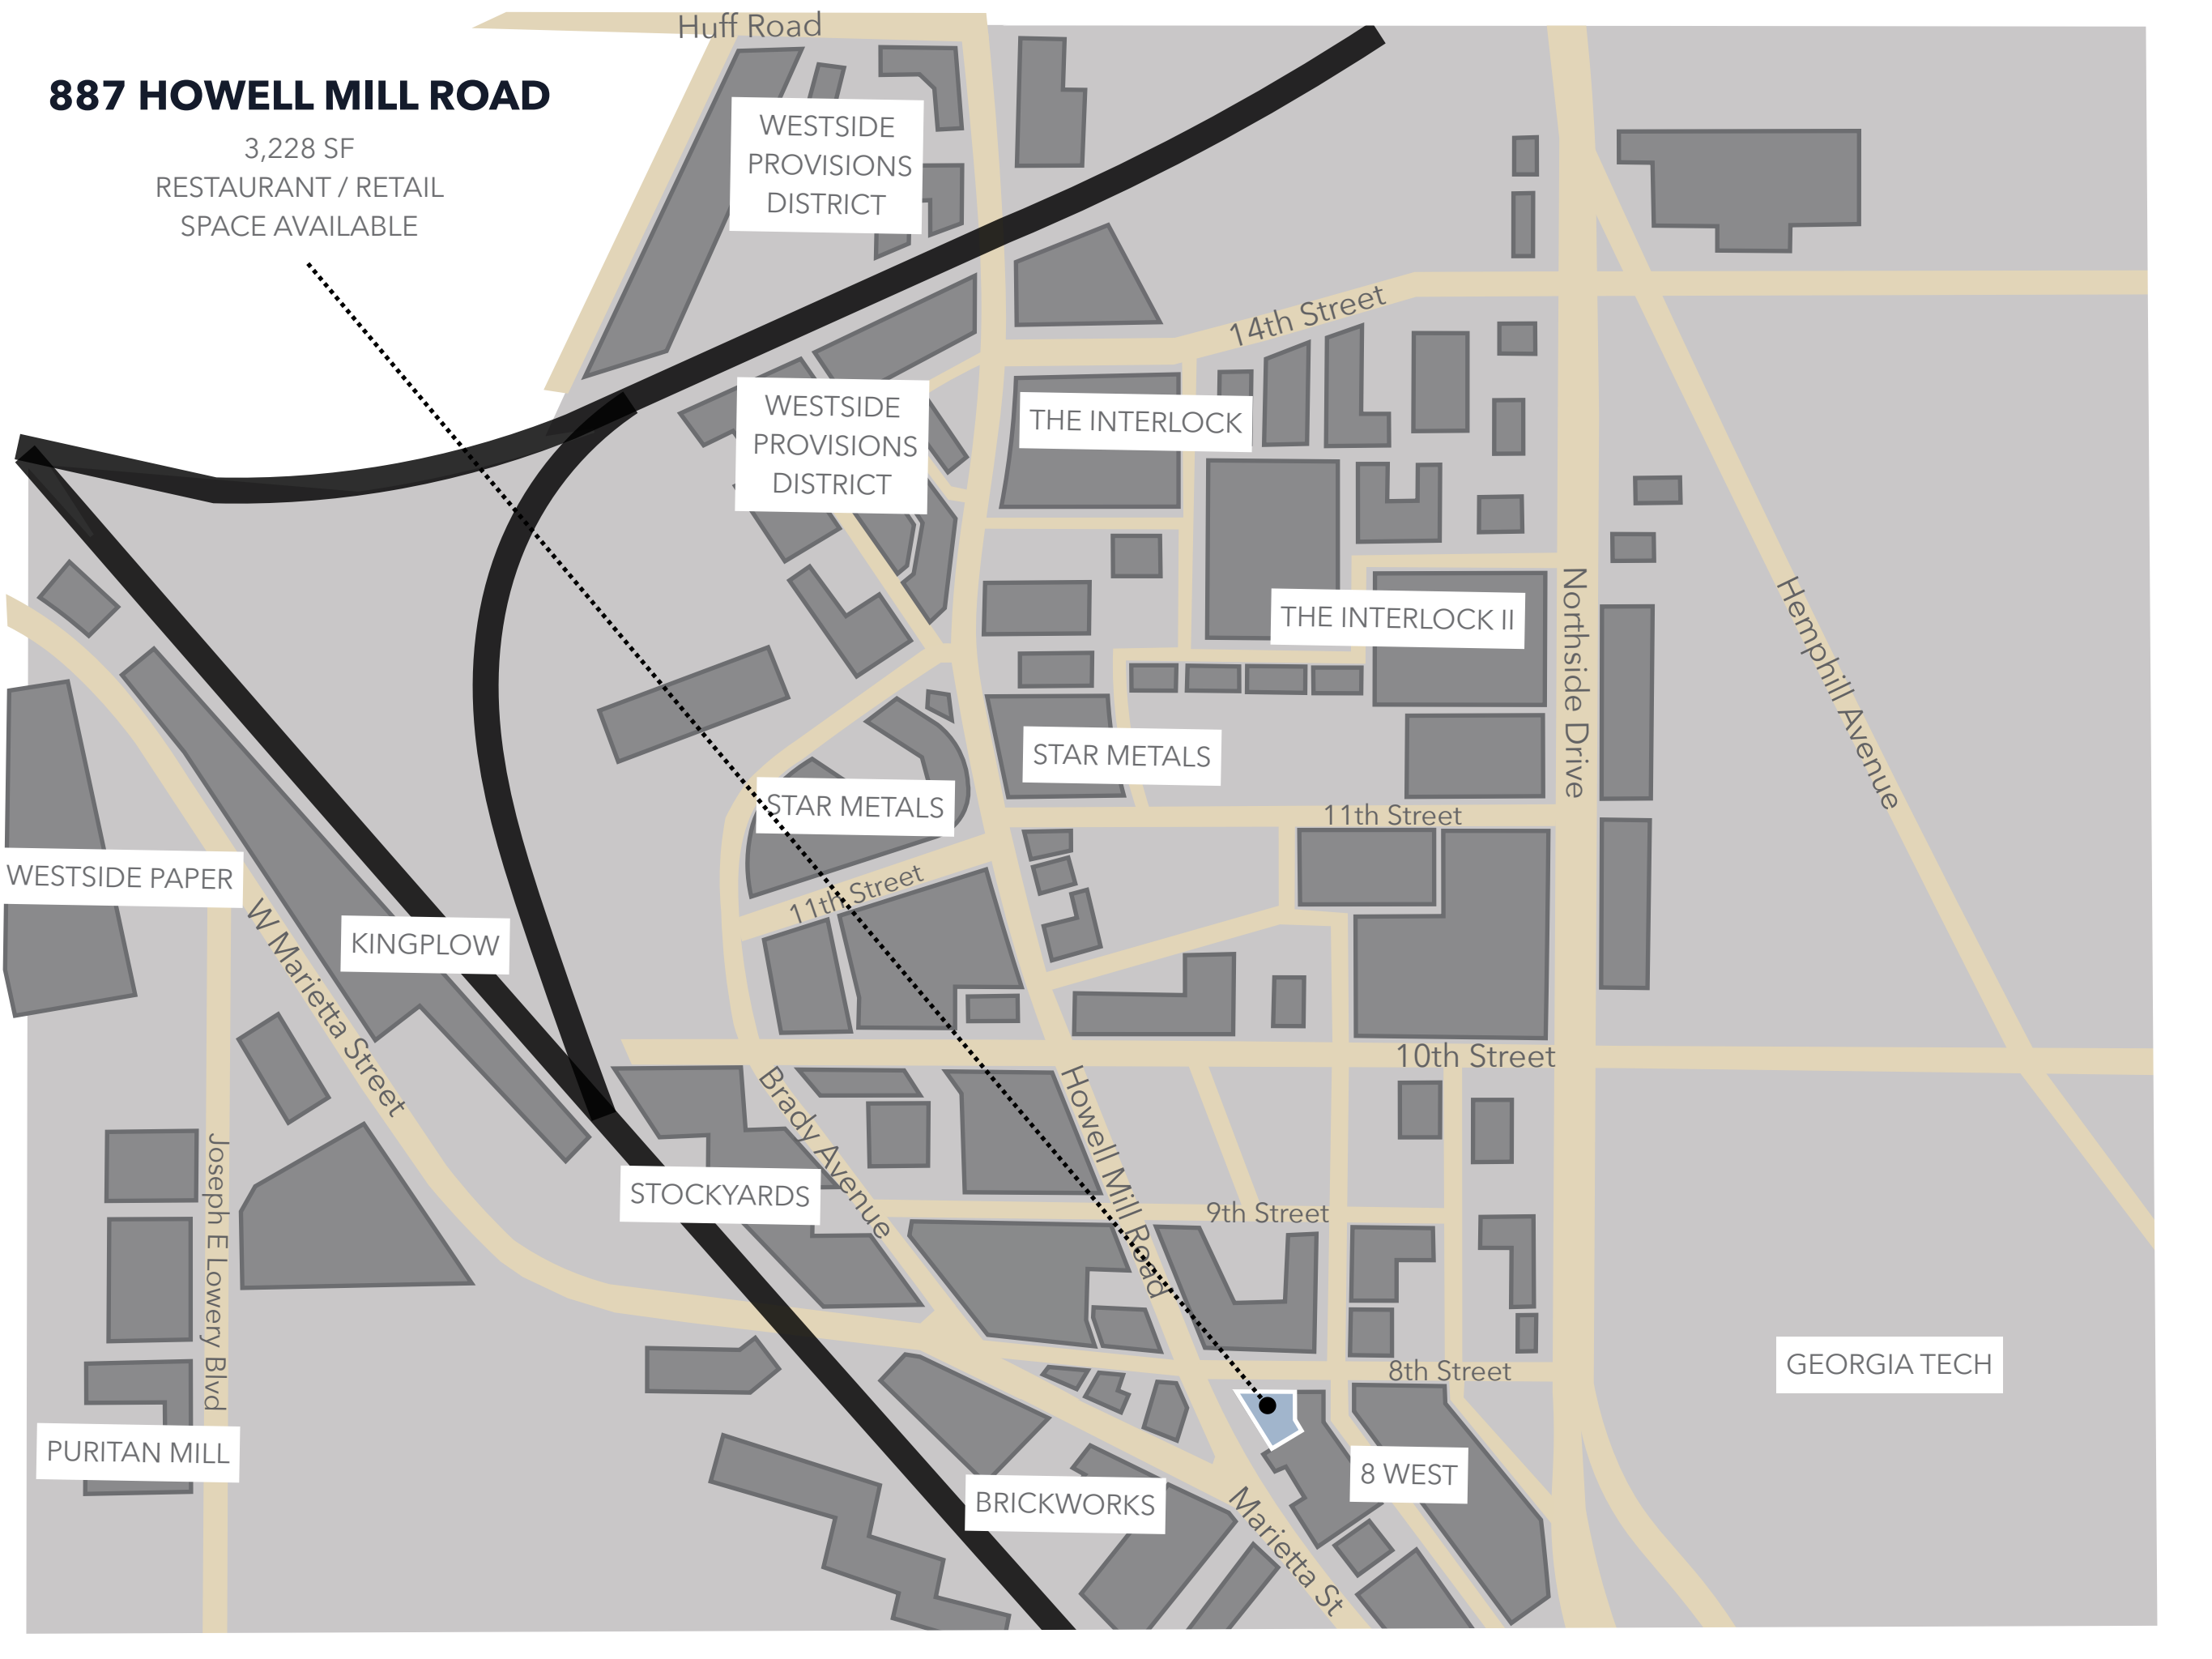 Huff Road
887 HOWELL MILL ROAD
3,228 SF
RESTAURANT / RETAIL
SPACE AVAILABLE
WESTSIDE
PROVISIONS
DISTRICT
14th Street
WESTSIDE
PROVISIONS
DISTRICT
THE INTERLOCK
THE INTERLOCK II
Northside Drive
Hemphill Avenue
STAR METALS
STAR METALS
11th Street
11th Street
WESTSIDE PAPER
KINGPLOW
W Marietta Street
10th Street
Brady Avenue
Howell Mill Road
Joseph E Lowery Blvd
STOCKYARDS
9th Street
8th Street
GEORGIA TECH
PURITAN MILL
8 WEST
BRICKWORKS
Marietta St